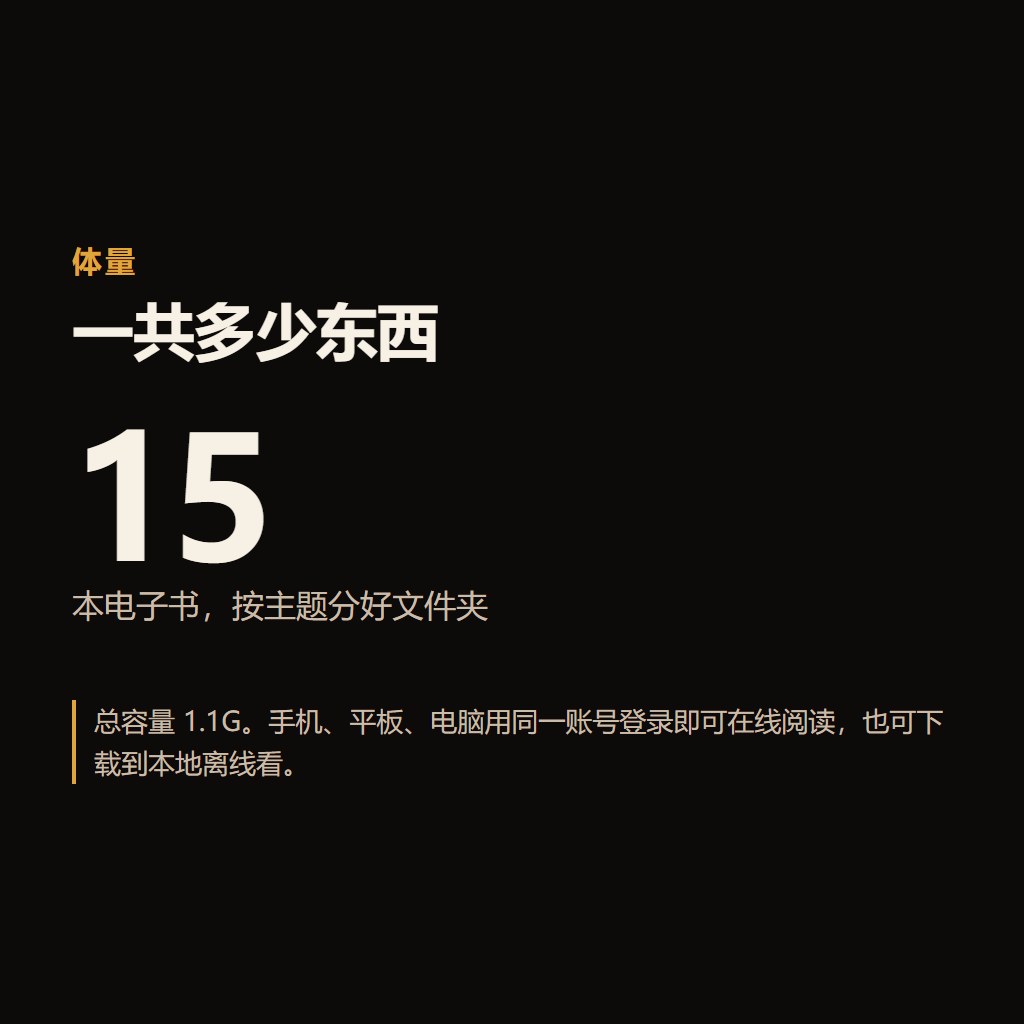 体量
一共多少东西
15
本电子书，按主题分好文件夹
总容量 1.1G。手机、平板、电脑用同一账号登录即可在线阅读，也可下
载到本地离线看。